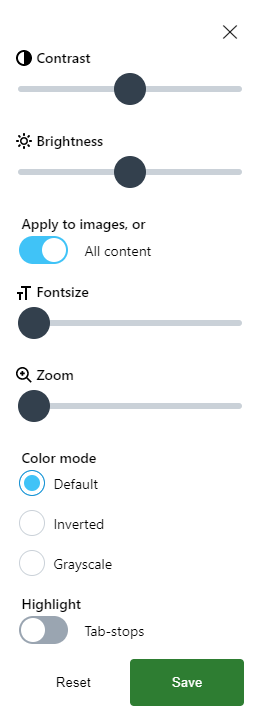 Contrast
Brightness
Apply to images, or
All content
Fontsize
Zoom
Color mode
Default
Inverted
Grayscale
Highlight
Tab-stops
Reset Save